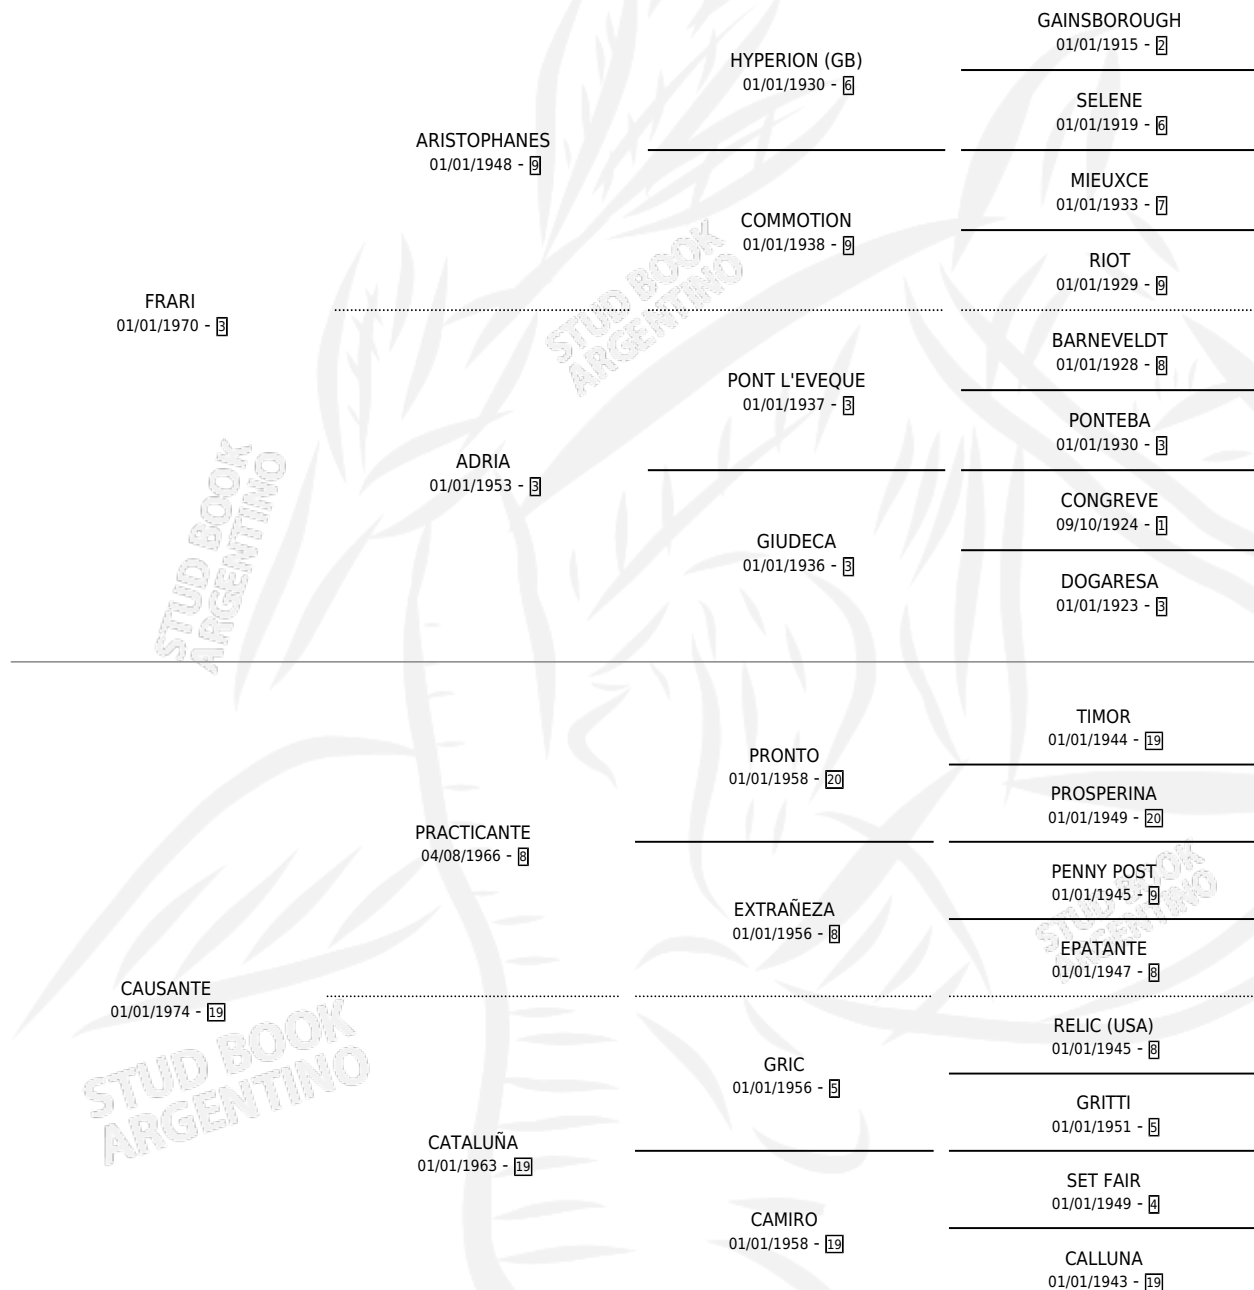 GAINSBOROUGH
01/01/1915 - 2
HYPERION (GB)
01/01/1930 - 6
SELENE
01/01/1919 - 6
ARISTOPHANES
01/01/1948 - 9
MIEUXCE
01/01/1933 - 7
COMMOTION
01/01/1938 - 9
RIOT
01/01/1929 - 9
FRARI
01/01/1970 - 3
BARNEVELDT
01/01/1928 - 8
PONT L'EVEQUE
01/01/1937 - 3
PONTEBA
01/01/1930 - 3
ADRIA
01/01/1953 - 3
CONGREVE
09/10/1924 - 1
GIUDECA
01/01/1936 - 3
DOGARESA
01/01/1923 - 3
TIMOR
01/01/1944 - 19
PRONTO
01/01/1958 - 20
PROSPERINA
01/01/1949 - 20
PRACTICANTE
04/08/1966 - 8
PENNY POST
01/01/1945 - 9
EXTRAÑEZA
01/01/1956 - 8
EPATANTE
01/01/1947 - 8
CAUSANTE
01/01/1974 - 19
RELIC (USA)
01/01/1945 - 8
GRIC
01/01/1956 - 5
GRITTI
01/01/1951 - 5
CATALUÑA
01/01/1963 - 19
SET FAIR
01/01/1949 - 4
CAMIRO
01/01/1958 - 19
CALLUNA
01/01/1943 - 19
STUD BOOK
ARGENTINO
STUD BOOK
ARGENTINO
STUD BOOK
ARGENTINO
STUD BOOK
ARGENTINO